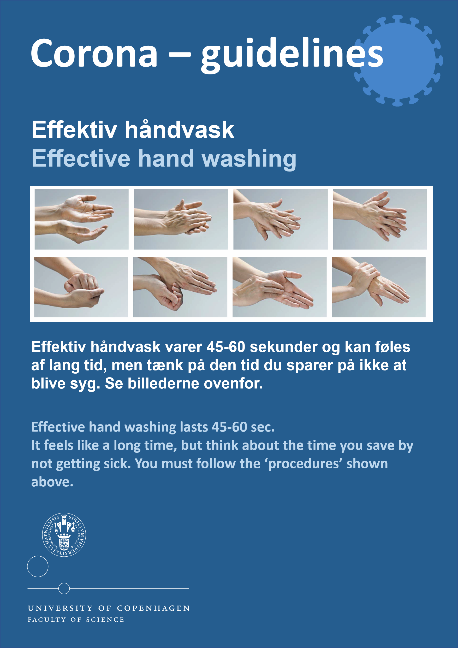 Corona – guidelines
Effektiv håndvask
Effective hand washing
Effektiv håndvask varer 45-60 sekunder og kan føles
af lang tid, men tænk på den tid du sparer på ikke at
blive syg. Se billederne ovenfor.
Effective hand washing lasts 45-60 sec.
It feels like a long time, but think about the time you save by
not getting sick. You must follow the ‘procedures’ shown
above.
UNIVERSITY OF COPENHAGEN
FACULTY OF SCIENCE